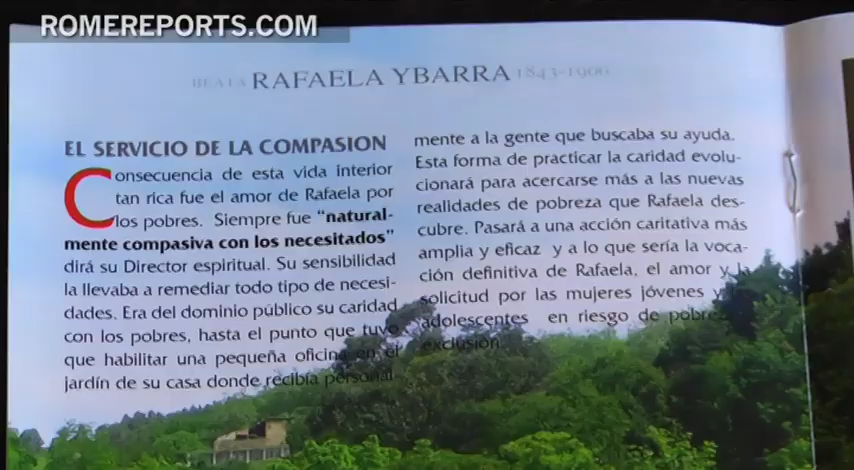 ROMEREPORTS.COM
BEATA RAFAELA YBARRA 1843-1900
EL SERVICIO DE LA COMPASION
Consecuencia de esta vida interior
tan rica fue el amor de Rafaela por
los pobres. Siempre fue “natural-
mente compasiva con los necesitados”
dirá su Director espiritual. Su sensibilidad
la llevaba a remediar todo tipo de necesi-
dades. Era del dominio público su caridad
con los pobres, hasta el punto que tuvo
que habilitar una pequeña oficina en el
jardín de su casa donde recibía personal-
mente a la gente que buscaba su ayuda.
Esta forma de practicar la caridad evolu-
cionará para acercarse más a las nuevas
realidades de pobreza que Rafaela des-
cubre. Pasará a una acción caritativa más
amplia y eficaz y a lo que sería la voca-
ción definitiva de Rafaela, el amor y la
solicitud por las mujeres jóvenes y
adolescentes en riesgo de
exclusión.